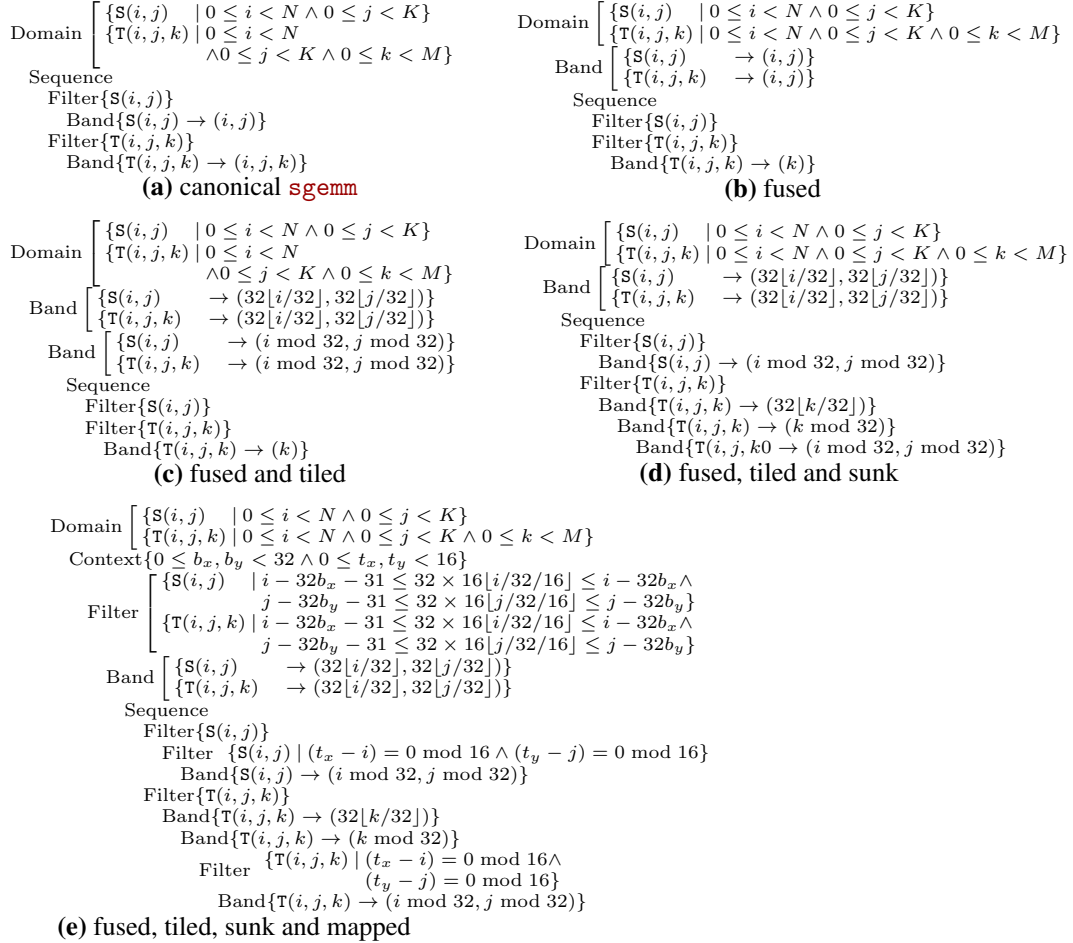 Domain [ {S(i, j) | 0 ≤ i < N ∧ 0 ≤ j < K}
{T(i, j, k) | 0 ≤ i < N
∧0 ≤ j < K ∧ 0 ≤ k < M}
Sequence
Filter{S(i, j)}
Band{S(i, j) → (i, j)}
Filter{T(i, j, k)}
Band{T(i, j, k) → (i, j, k)}
(a) canonical sgemm
Domain [ {S(i, j) | 0 ≤ i < N ∧ 0 ≤ j < K}
{T(i, j, k) | 0 ≤ i < N ∧ 0 ≤ j < K ∧ 0 ≤ k < M}
Band [ {S(i, j) → (i, j)}
{T(i, j, k) → (i, j)}
Sequence
Filter{S(i, j)}
Filter{T(i, j, k)}
Band{T(i, j, k) → (k)}
(b) fused
Domain [ {S(i, j) | 0 ≤ i < N ∧ 0 ≤ j < K}
{T(i, j, k) | 0 ≤ i < N
∧0 ≤ j < K ∧ 0 ≤ k < M}
Band [ {S(i, j) → (32⌊i/32⌋, 32⌊j/32⌋)}
{T(i, j, k) → (32⌊i/32⌋, 32⌊j/32⌋)}
Band [ {S(i, j) → (i mod 32, j mod 32)}
{T(i, j, k) → (i mod 32, j mod 32)}
Sequence
Filter{S(i, j)}
Filter{T(i, j, k)}
Band{T(i, j, k) → (k)}
(c) fused and tiled
Domain [ {S(i, j) | 0 ≤ i < N ∧ 0 ≤ j < K}
{T(i, j, k) | 0 ≤ i < N ∧ 0 ≤ j < K ∧ 0 ≤ k < M}
Band [ {S(i, j) → (32⌊i/32⌋, 32⌊j/32⌋)}
{T(i, j, k) → (32⌊i/32⌋, 32⌊j/32⌋)}
Sequence
Filter{S(i, j)}
Band{S(i, j) → (i mod 32, j mod 32)}
Filter{T(i, j, k)}
Band{T(i, j, k) → (32⌊k/32⌋)}
Band{T(i, j, k) → (k mod 32)}
Band{T(i, j, k0 → (i mod 32, j mod 32)}
(d) fused, tiled and sunk
Domain [ {S(i, j) | 0 ≤ i < N ∧ 0 ≤ j < K}
{T(i, j, k) | 0 ≤ i < N ∧ 0 ≤ j < K ∧ 0 ≤ k < M}
Context{0 ≤ b_x, b_y < 32 ∧ 0 ≤ t_x, t_y < 16}
Filter [ {S(i, j) | i − 32b_x − 31 ≤ 32 × 16⌊i/32/16⌋ ≤ i − 32b_x∧
j − 32b_y − 31 ≤ 32 × 16⌊j/32/16⌋ ≤ j − 32b_y}
{T(i, j, k) | i − 32b_x − 31 ≤ 32 × 16⌊i/32/16⌋ ≤ i − 32b_x∧
j − 32b_y − 31 ≤ 32 × 16⌊j/32/16⌋ ≤ j − 32b_y}
Band [ {S(i, j) → (32⌊i/32⌋, 32⌊j/32⌋)}
{T(i, j, k) → (32⌊i/32⌋, 32⌊j/32⌋)}
Sequence
Filter{S(i, j)}
Filter {S(i, j) | (t_x − i) = 0 mod 16 ∧ (t_y − j) = 0 mod 16}
Band{S(i, j) → (i mod 32, j mod 32)}
Filter{T(i, j, k)}
Band{T(i, j, k) → (32⌊k/32⌋)}
Band{T(i, j, k) → (k mod 32)}
Filter {T(i, j, k) | (t_x − i) = 0 mod 16∧
(t_y − j) = 0 mod 16}
Band{T(i, j, k) → (i mod 32, j mod 32)}
(e) fused, tiled, sunk and mapped